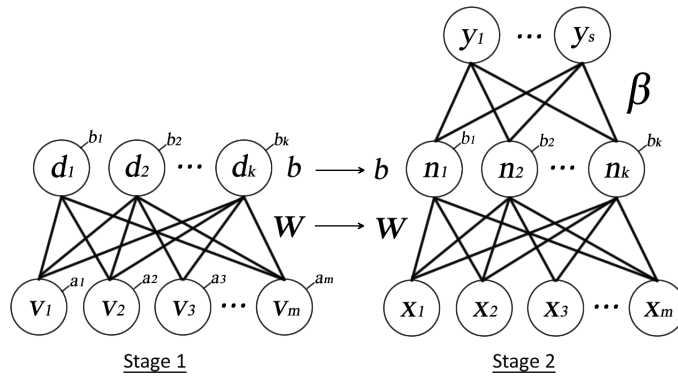 y1 ... ys
β
b1 b2 bk b1 b2 bk
d1 d2 ... dk b b n1 n2 ... nk
W W
a1 a2 a3 am
v1 v2 v3 ... vm x1 x2 x3 ... xm
Stage 1 Stage 2